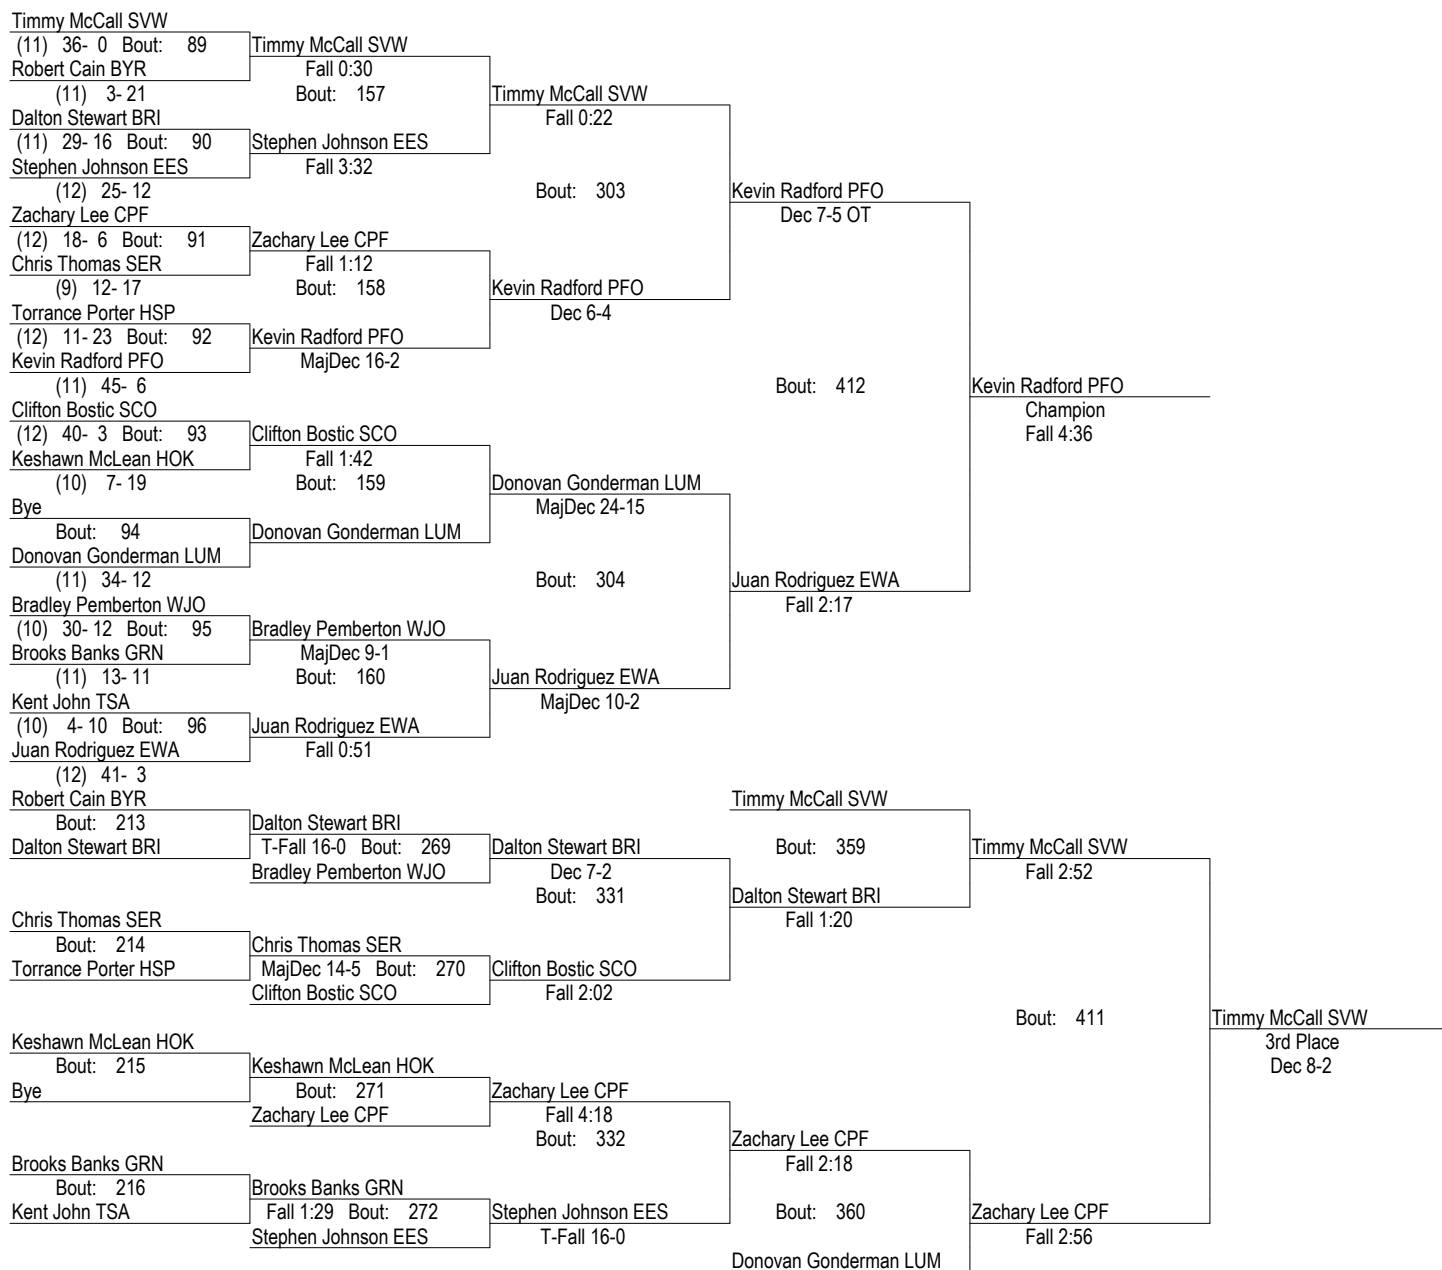 Timmy McCall SVW
(11) 36- 0 Bout: 89 Timmy McCall SVW
Robert Cain BYR Fall 0:30
(11) 3- 21 Bout: 157 Timmy McCall SVW
Dalton Stewart BRI Fall 0:22
(11) 29- 16 Bout: 90 Stephen Johnson EES
Stephen Johnson EES Fall 3:32
(12) 25- 12 Bout: 303 Kevin Radford PFO
Zachary Lee CPF Dec 7-5 OT
(12) 18- 6 Bout: 91 Zachary Lee CPF
Chris Thomas SER Fall 1:12
(9) 12- 17 Bout: 158 Kevin Radford PFO
Torrance Porter HSP Dec 6-4
(12) 11- 23 Bout: 92 Kevin Radford PFO
Kevin Radford PFO MajDec 16-2
(11) 45- 6 Bout: 412 Kevin Radford PFO
Clifton Bostic SCO Champion
(12) 40- 3 Bout: 93 Clifton Bostic SCO Fall 4:36
Keshawn McLean HOK Fall 1:42
(10) 7- 19 Bout: 159 Donovan Gonderman LUM
Bye MajDec 24-15
Bout: 94 Donovan Gonderman LUM
Donovan Gonderman LUM
(11) 34- 12 Bout: 304 Juan Rodriguez EWA
Bradley Pemberton WJO Fall 2:17
(10) 30- 12 Bout: 95 Bradley Pemberton WJO
Brooks Banks GRN MajDec 9-1
(11) 13- 11 Bout: 160 Juan Rodriguez EWA
Kent John TSA MajDec 10-2
(10) 4- 10 Bout: 96 Juan Rodriguez EWA
Juan Rodriguez EWA Fall 0:51
(12) 41- 3
Robert Cain BYR Timmy McCall SVW
Bout: 213 Dalton Stewart BRI
Dalton Stewart BRI T-Fall 16-0 Bout: 269 Dalton Stewart BRI Bout: 359 Timmy McCall SVW
Bradley Pemberton WJO Dec 7-2 Fall 2:52
Bout: 331 Dalton Stewart BRI
Chris Thomas SER Fall 1:20
Bout: 214 Chris Thomas SER
Torrance Porter HSP MajDec 14-5 Bout: 270 Clifton Bostic SCO
Clifton Bostic SCO Fall 2:02
Bout: 411 Timmy McCall SVW
Keshawn McLean HOK 3rd Place
Bout: 215 Keshawn McLean HOK Dec 8-2
Bye Bout: 271 Zachary Lee CPF
Zachary Lee CPF Fall 4:18
Bout: 332 Zachary Lee CPF
Brooks Banks GRN Fall 2:18
Bout: 216 Brooks Banks GRN
Kent John TSA Fall 1:29 Bout: 272 Stephen Johnson EES Bout: 360 Zachary Lee CPF
Stephen Johnson EES T-Fall 16-0 Fall 2:56
Donovan Gonderman LUM